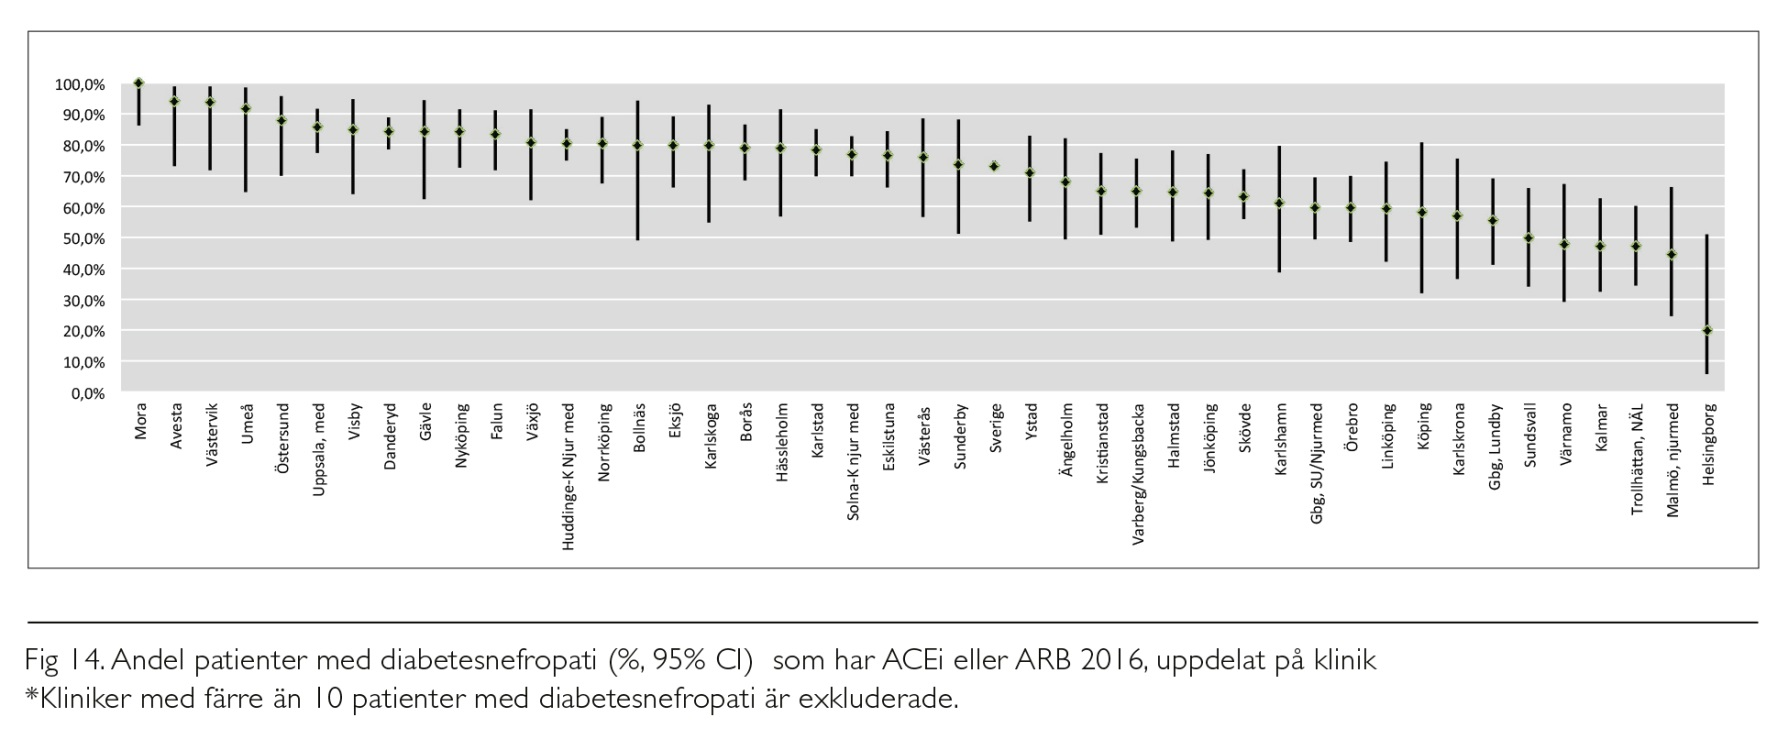 100,0%
90,0%
80,0%
70,0%
60,0%
50,0%
40,0%
30,0%
20,0%
10,0%
0,0%
Mora
Avesta
Västervik
Umeå
Östersund
Uppsala, med
Visby
Danderyd
Gävle
Nyköping
Falun
Växjö
Huddinge-K Njur med
Norrköping
Bollnäs
Eksjö
Karlskoga
Borås
Hässleholm
Karlstad
Solna-K njur med
Eskilstuna
Västerås
Sunderby
Sverige
Ystad
Ängelholm
Kristianstad
Varberg/Kungsbacka
Halmstad
Jönköping
Skövde
Karlshamn
Gbg, SU/Njurmed
Örebro
Linköping
Köping
Karlskrona
Gbg, Lundby
Sundsvall
Värnamo
Kalmar
Trollhättan, NÄL
Malmö, njurmed
Helsingborg
Fig 14. Andel patienter med diabetesnefropati (%, 95% CI) som har ACEi eller ARB 2016, uppdelat på klinik
*Kliniker med färre än 10 patienter med diabetesnefropati är exkluderade.